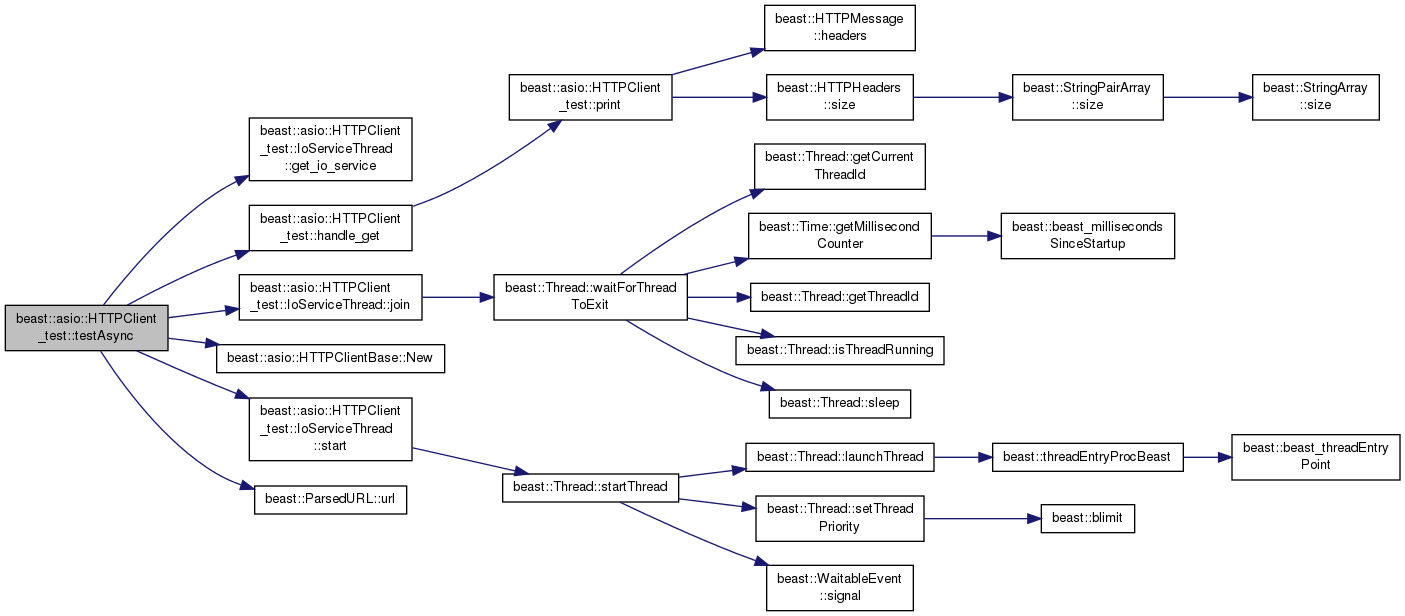 beast::HTTPMessage
::headers
beast::asio::HTTPClient
_test::print
beast::HTTPHeaders
::size
beast::StringPairArray
::size
beast::StringArray
::size
beast::asio::HTTPClient
_test::IoServiceThread
::get_io_service
beast::Thread::getCurrent
ThreadId
beast::asio::HTTPClient
_test::handle_get
beast::Time::getMillisecond
Counter
beast::beast_milliseconds
SinceStartup
beast::asio::HTTPClient
_test::IoServiceThread::join
beast::Thread::waitForThread
ToExit
beast::Thread::getThreadId
beast::asio::HTTPClient
_test::testAsync
beast::asio::HTTPClientBase::New
beast::Thread::isThreadRunning
beast::asio::HTTPClient
_test::IoServiceThread
::start
beast::Thread::sleep
beast::Thread::launchThread
beast::threadEntryProcBeast
beast::beast_threadEntry
Point
beast::ParsedURL::url
beast::Thread::startThread
beast::Thread::setThread
Priority
beast::blimit
beast::WaitableEvent
::signal